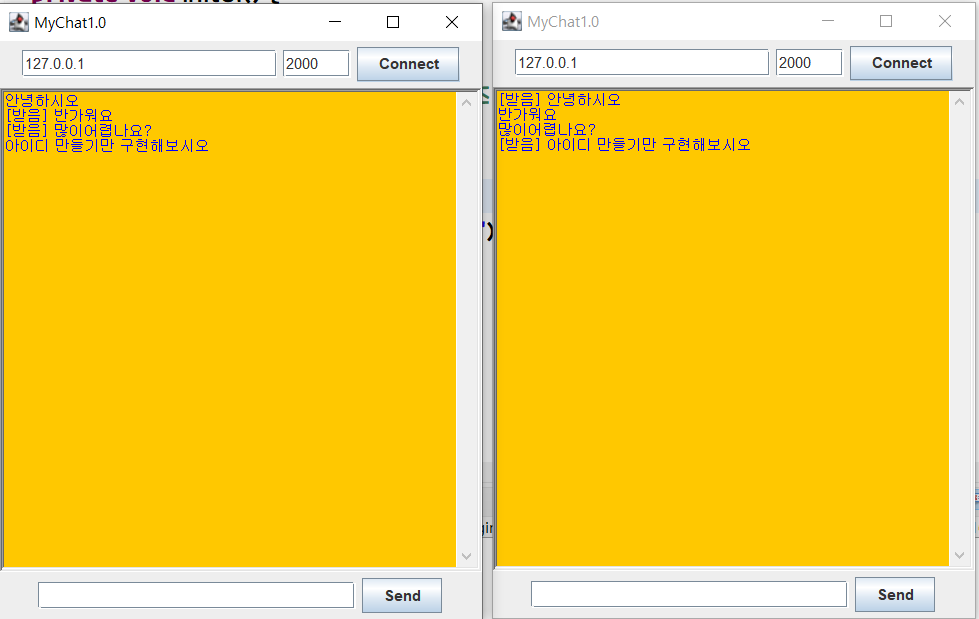 private void
MyChat1.0
127.0.0.1
2000
Connect
안녕하시오
[받음] 반가워요
[받음] 많이어렵나요?
아이디 만들기만 구현해보시오
Send
MyChat1.0
127.0.0.1
2000
Connect
[받음] 안녕하시오
반가워요
많이어렵나요?
[받음] 아이디 만들기만 구현해보시오
Send